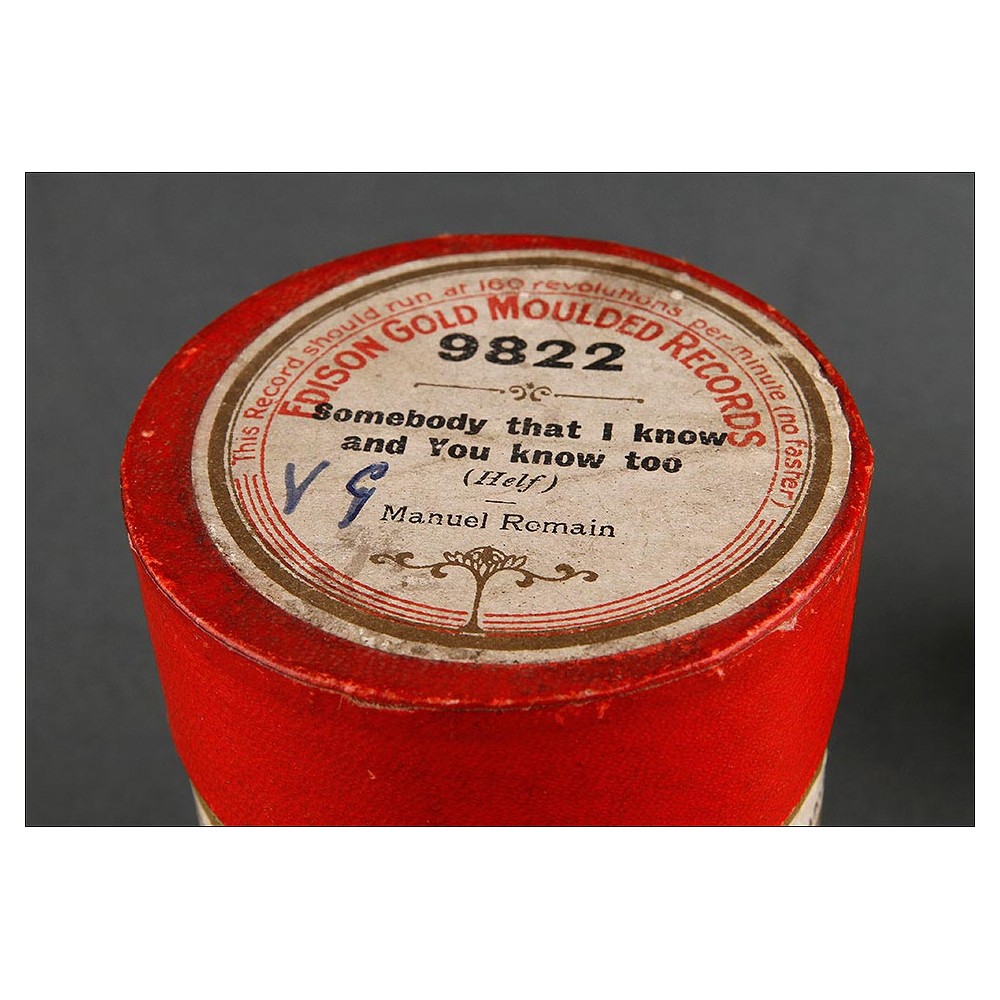 This Record should run at 160 revolutions per minute (no faster)
EDISON GOLD MOULDED RECORDS
9822
Somebody that I know
and You know too
(Helf)
V G
Manuel Romain